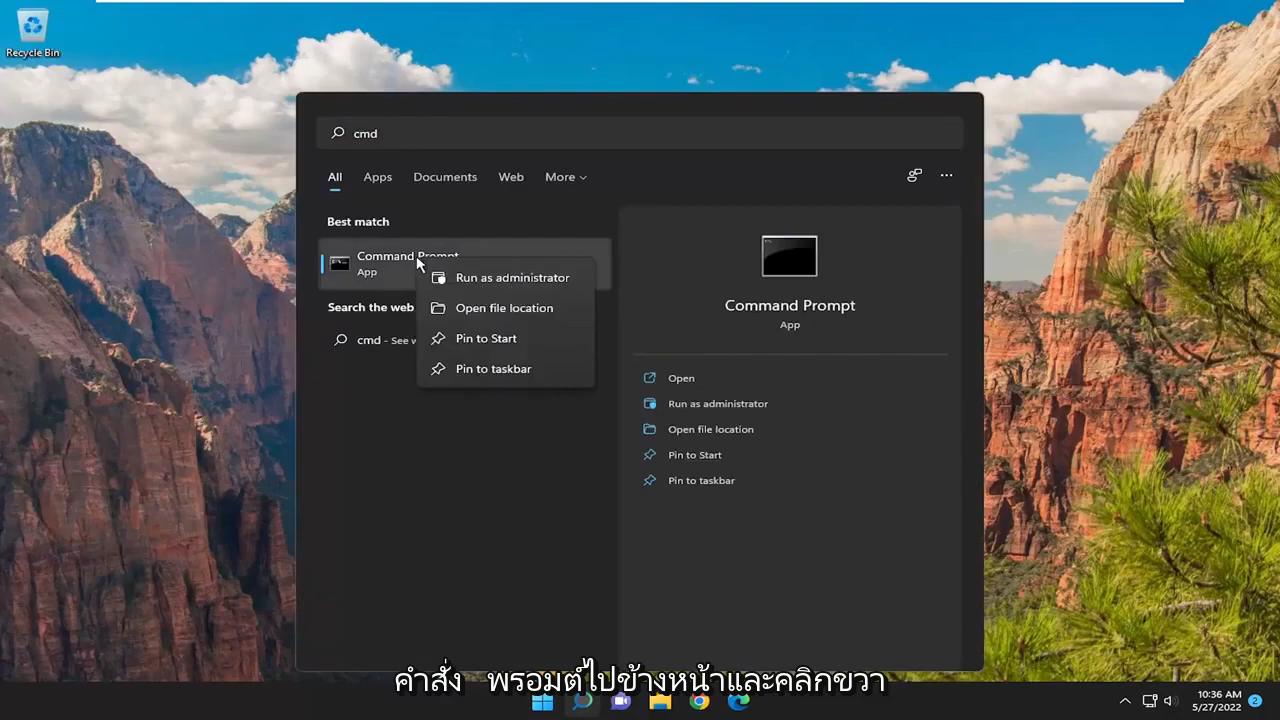 Recycle Bin
cmd
All Apps Documents Web More
Best match
Command Prompt
App
Run as administrator
Open file location
Pin to Start
Pin to taskbar
Search the web
cmd - See w
Command Prompt
App
Open
Run as administrator
Open file location
Pin to Start
Pin to taskbar
คำสั่ง พรอมต์ไปข้างหน้าและคลิกขวา
10:36 AM
5/27/2022
2